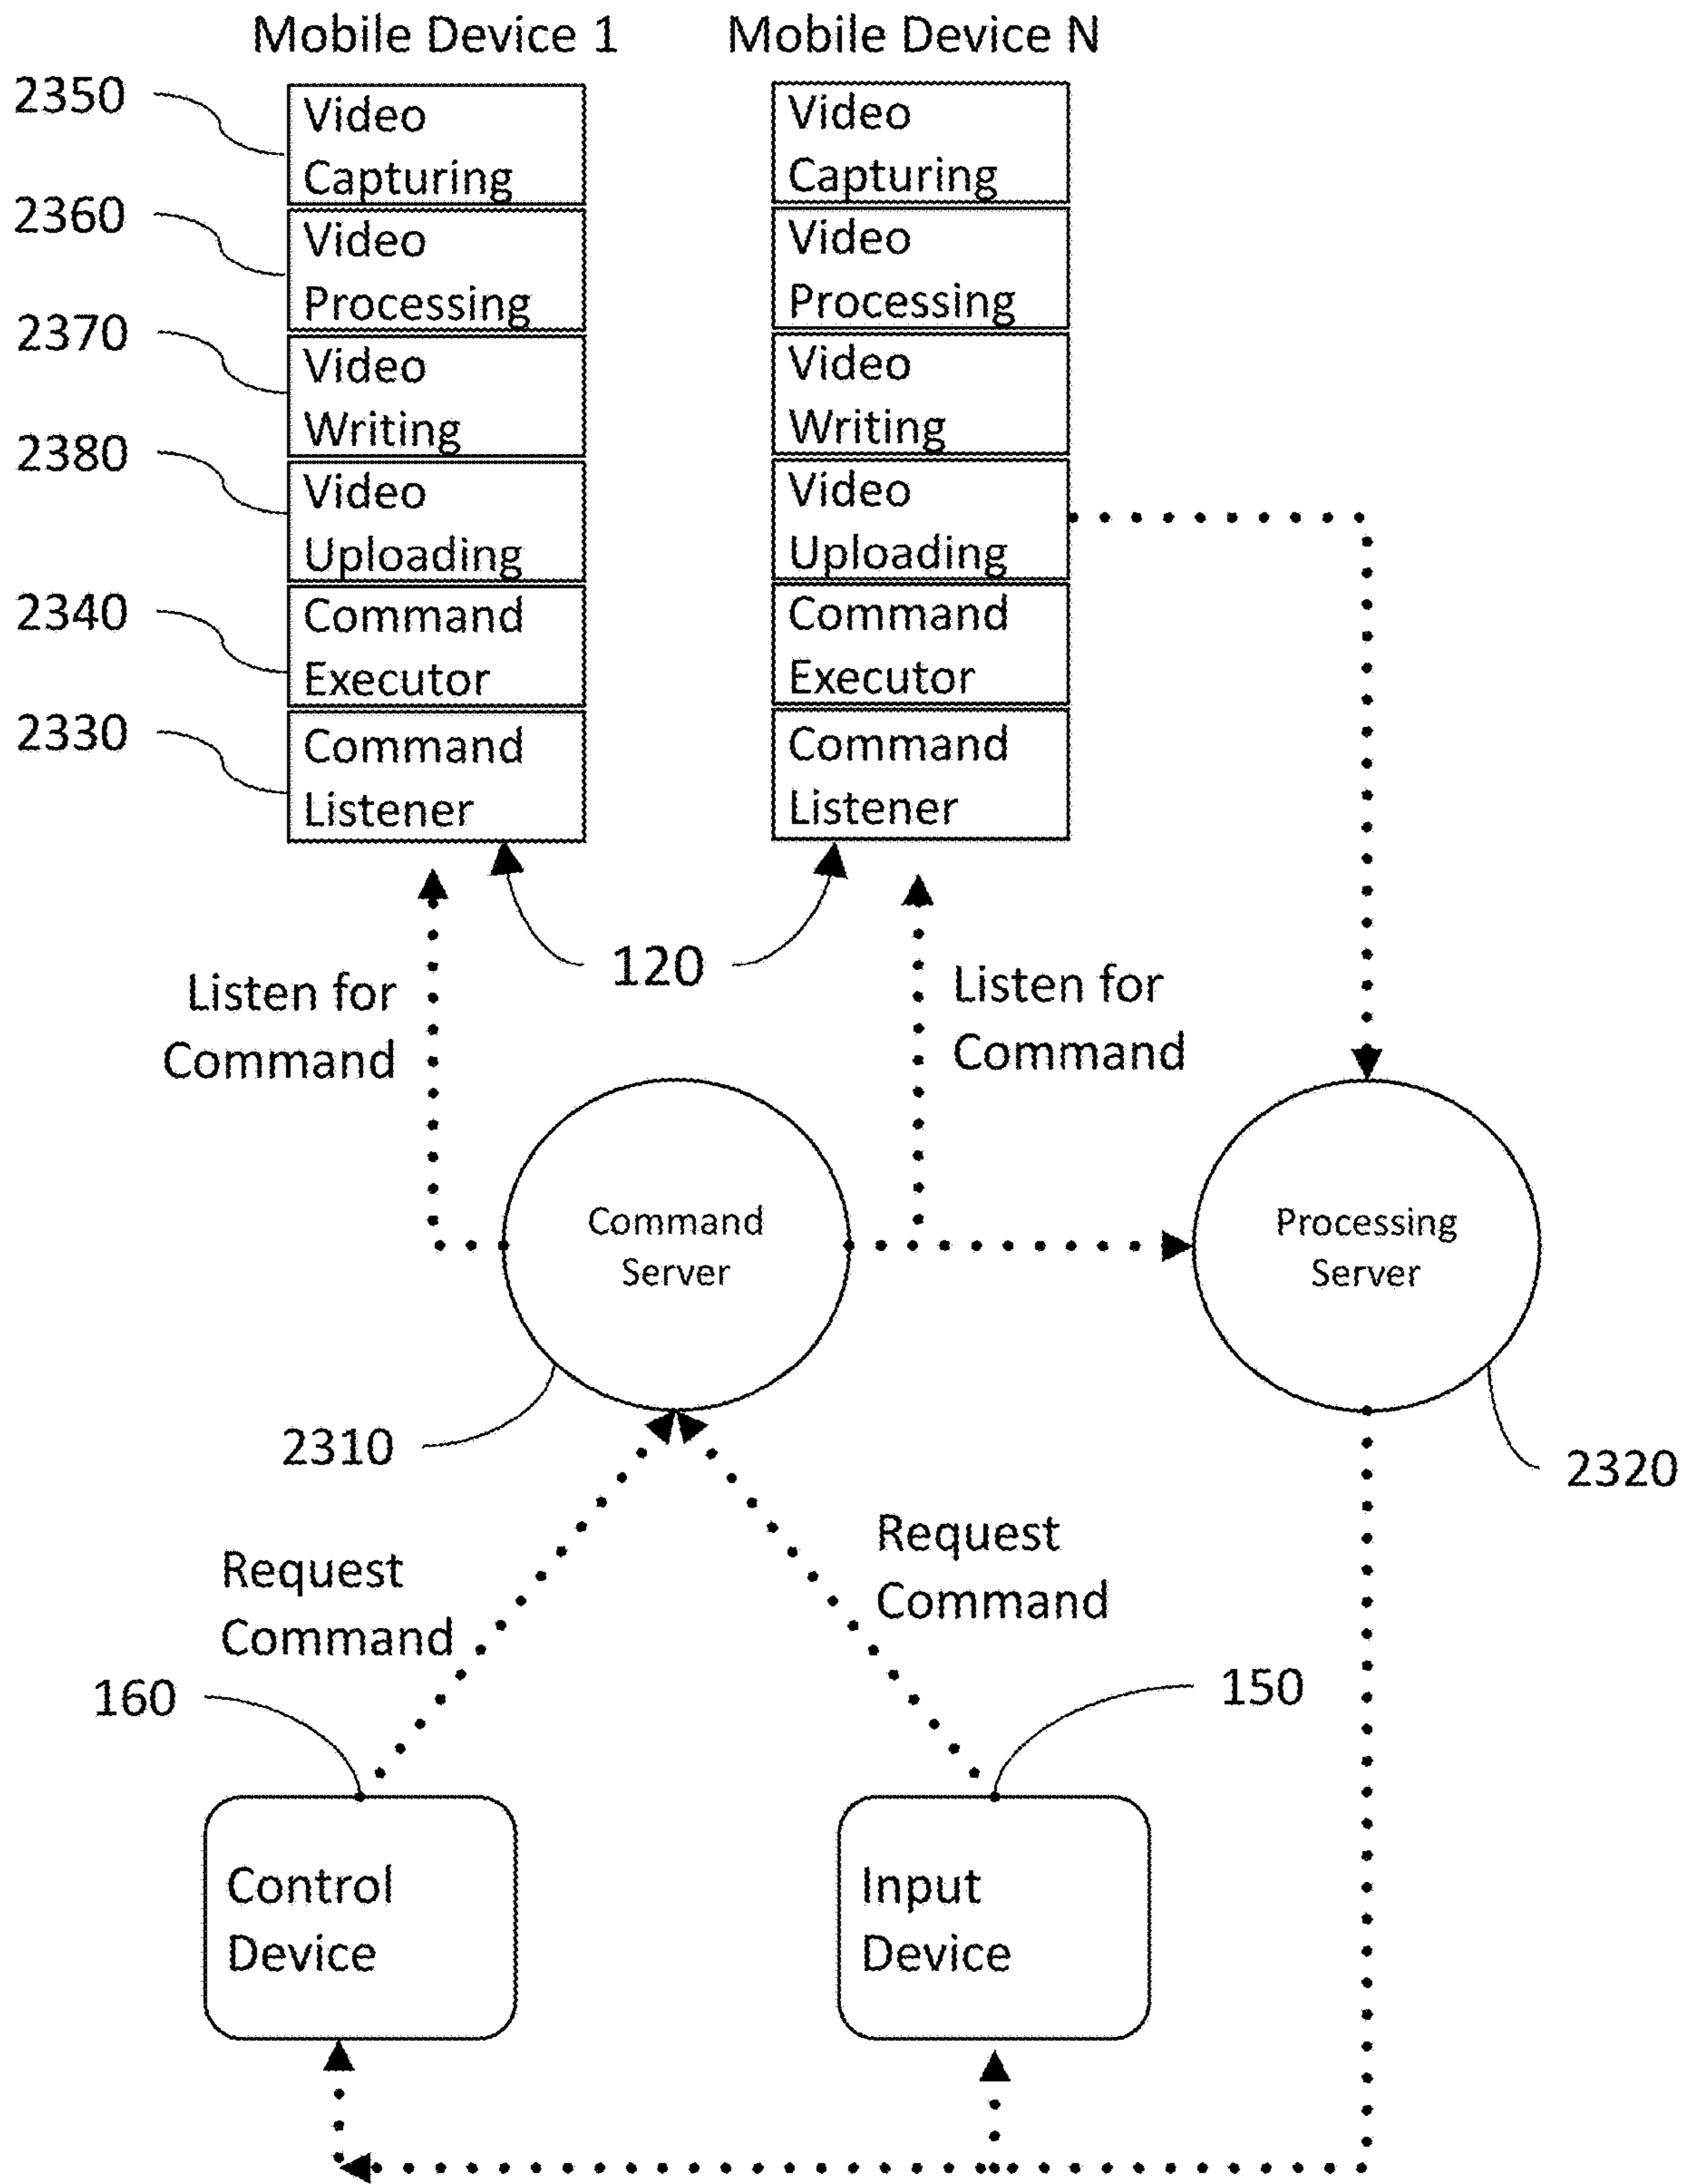 Mobile Device 1
Mobile Device N
2350
Video
Capturing
Video
Capturing
2360
Video
Processing
Video
Processing
2370
Video
Writing
Video
Writing
2380
Video
Uploading
Video
Uploading
2340
Command
Executor
Command
Executor
2330
Command
Listener
Command
Listener
120
Listen for
Command
Listen for
Command
Command
Server
Processing
Server
2310
2320
Request
Command
Request
Command
160
150
Control
Device
Input
Device